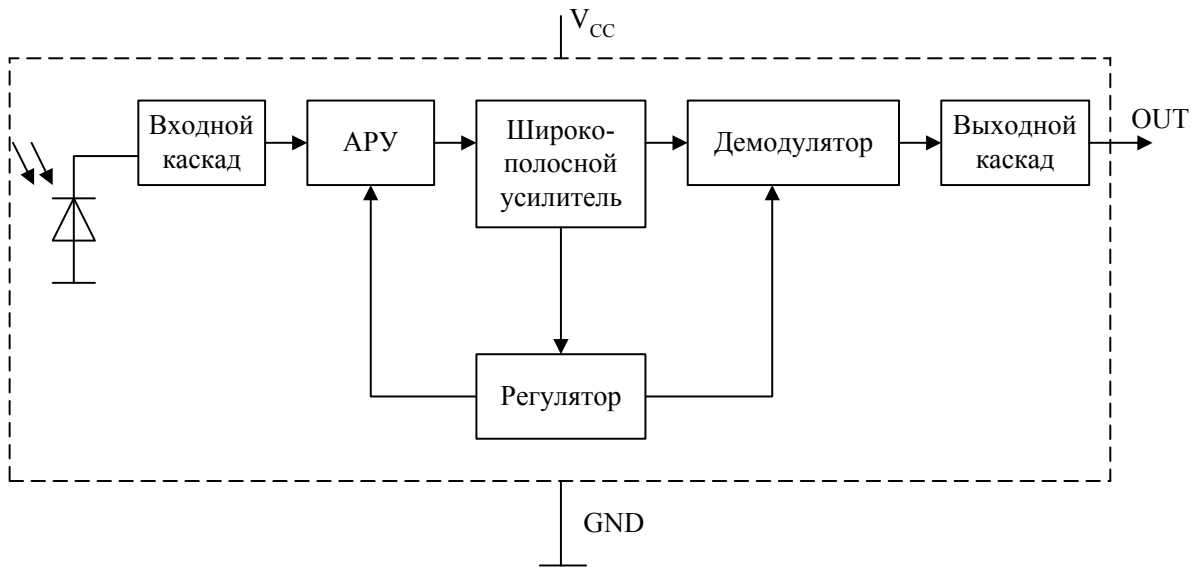 V_CC
Входной
каскад
АРУ
Широко-
полосной
усилитель
Демодулятор
Выходной
каскад
OUT
Регулятор
GND